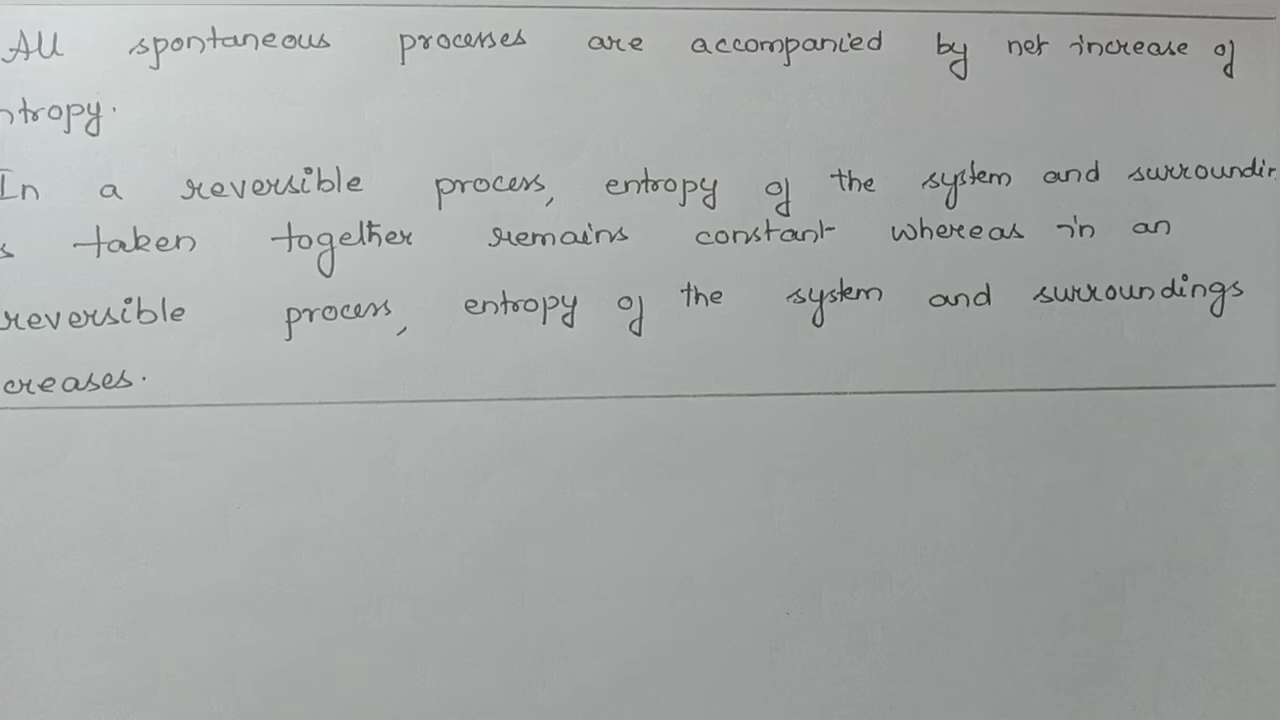 All spontaneous processes are accompanied by net increase of
ntropy.
In a reversible process, entropy of the system and surroundin
s taken together remains constant whereas in an
reversible process, entropy of the system and surroundings
creases.